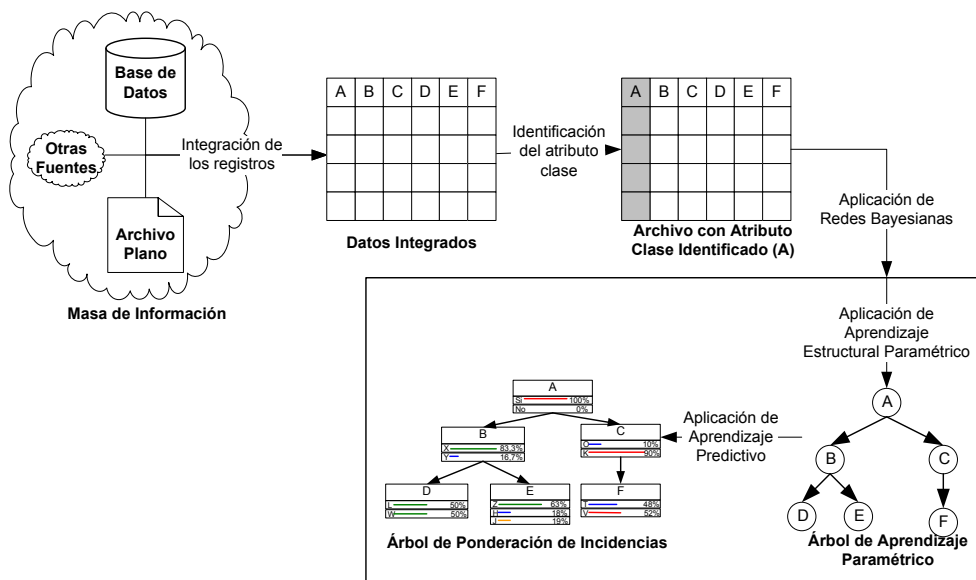 Base de
Datos
Otras
Fuentes
Archivo
Plano
Masa de Información
Integración de
los registros
A B C D E F
Datos Integrados
Identificación
del atributo
clase
A B C D E F
Archivo con Atributo
Clase Identificado (A)
Aplicación de
Redes Bayesianas
Aplicación de
Aprendizaje
Estructural Paramétrico
A
B
C
D
E
F
Árbol de Aprendizaje
Paramétrico
Aplicación de
Aprendizaje
Predictivo
A
Si 100%
No 0%
B
X 83,3%
Y 16,7%
C
O 10%
K 90%
D
L 50%
W 50%
E
Z 63%
H 18%
J 19%
F
T 48%
V 52%
Árbol de Ponderación de Incidencias